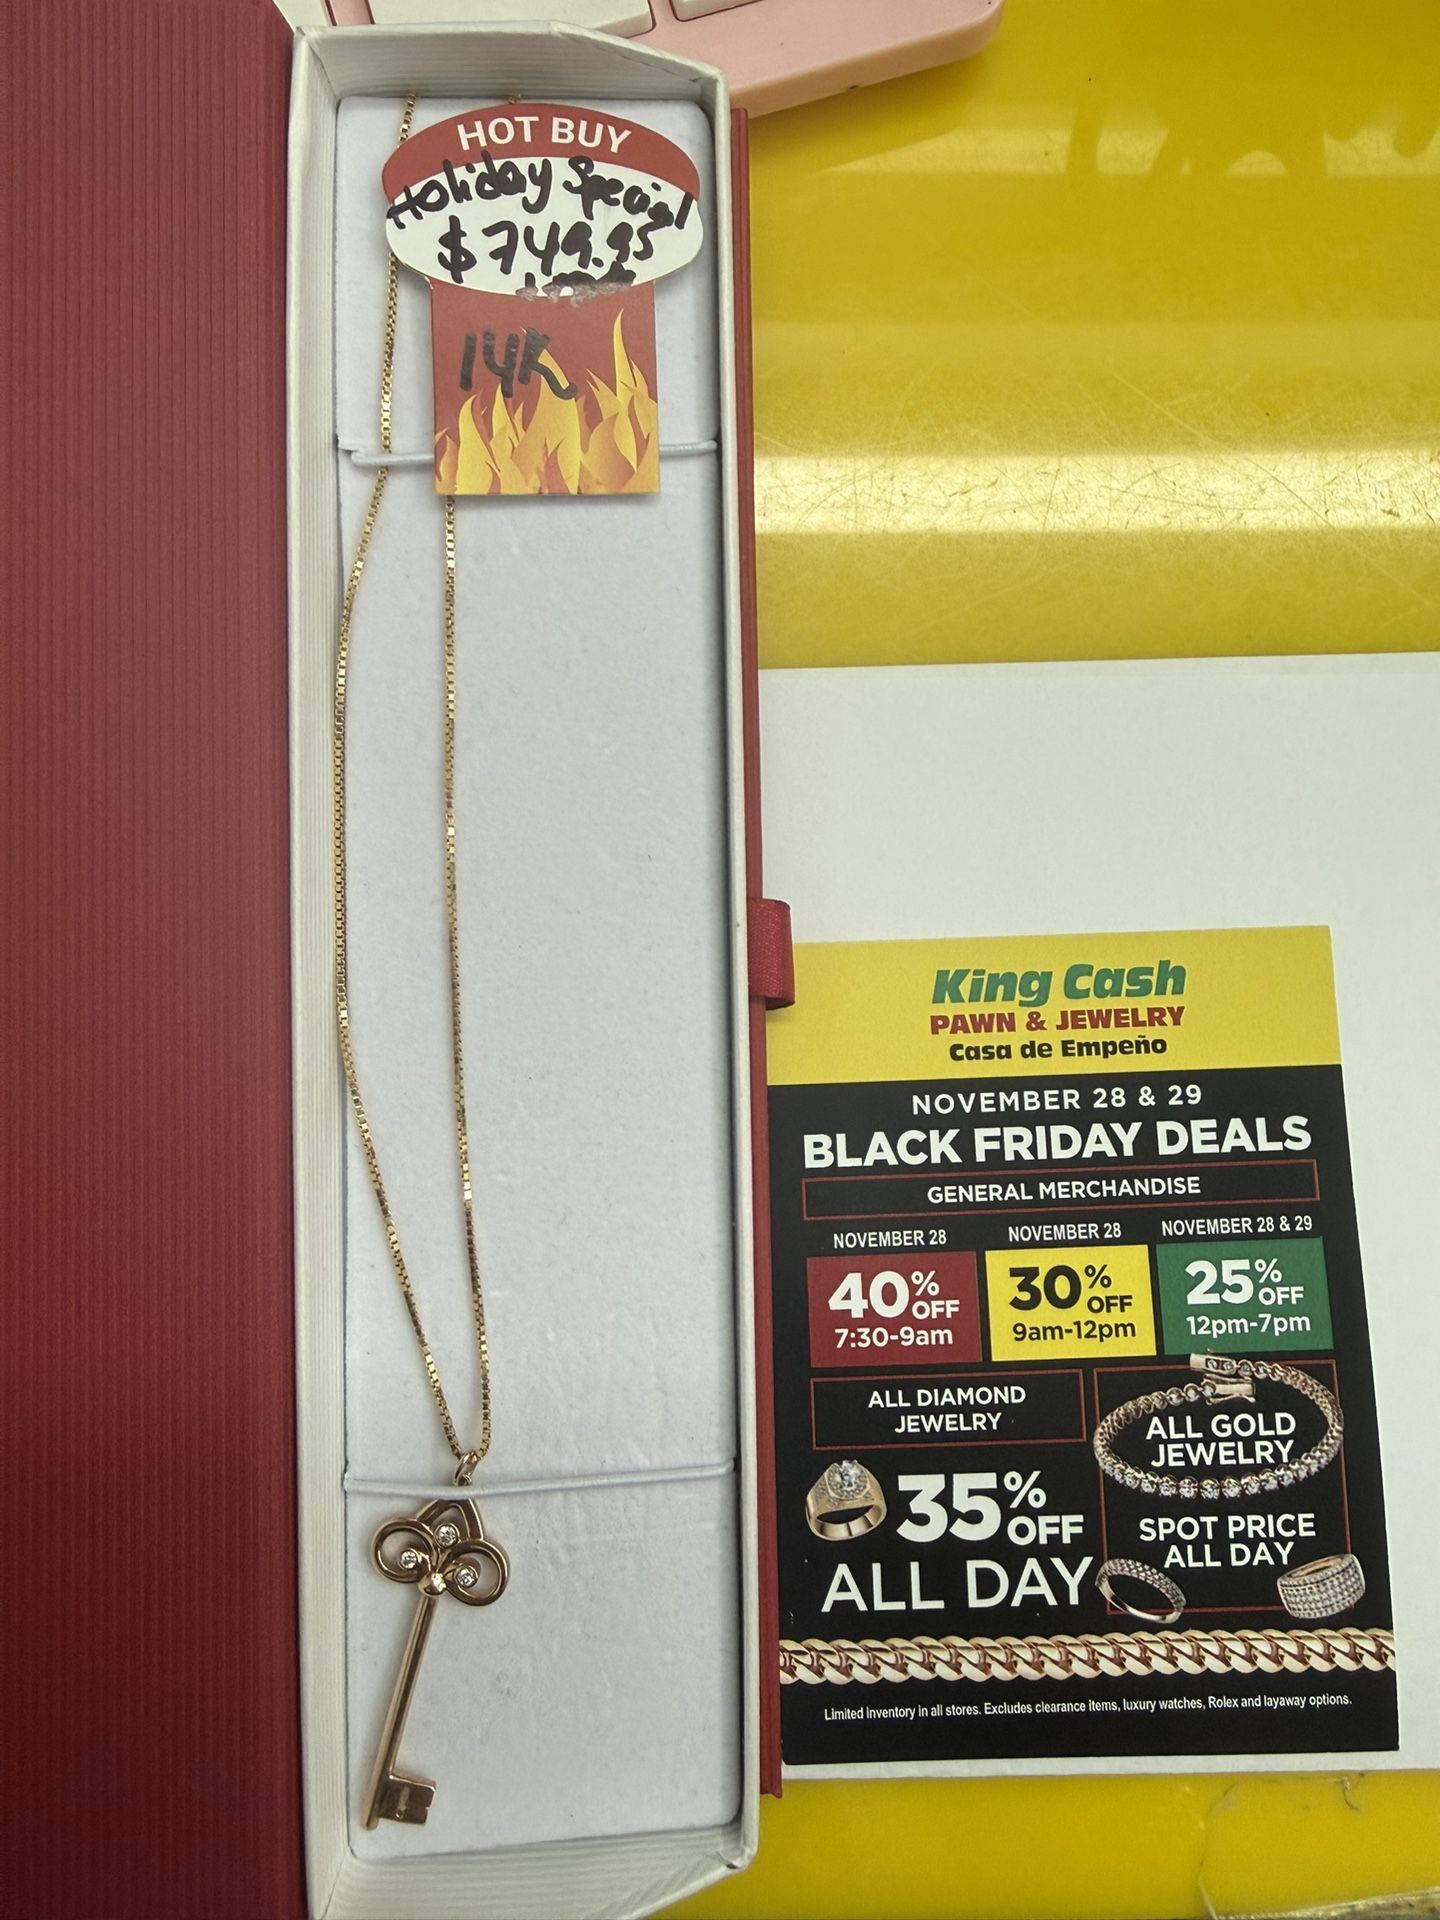 HOT BUY
Holiday Special
$749.95
14K
King Cash
PAWN & JEWELRY
Casa de Empeño
NOVEMBER 28 & 29
BLACK FRIDAY DEALS
GENERAL MERCHANDISE
NOVEMBER 28
40% OFF
7:30-9am
NOVEMBER 28
30% OFF
9am-12pm
NOVEMBER 28 & 29
25% OFF
12pm-7pm
ALL DIAMOND
JEWELRY
35% OFF
ALL DAY
ALL GOLD
JEWELRY
SPOT PRICE
ALL DAY
Limited inventory in all stores. Excludes clearance items, luxury watches, Rolex and layaway options.